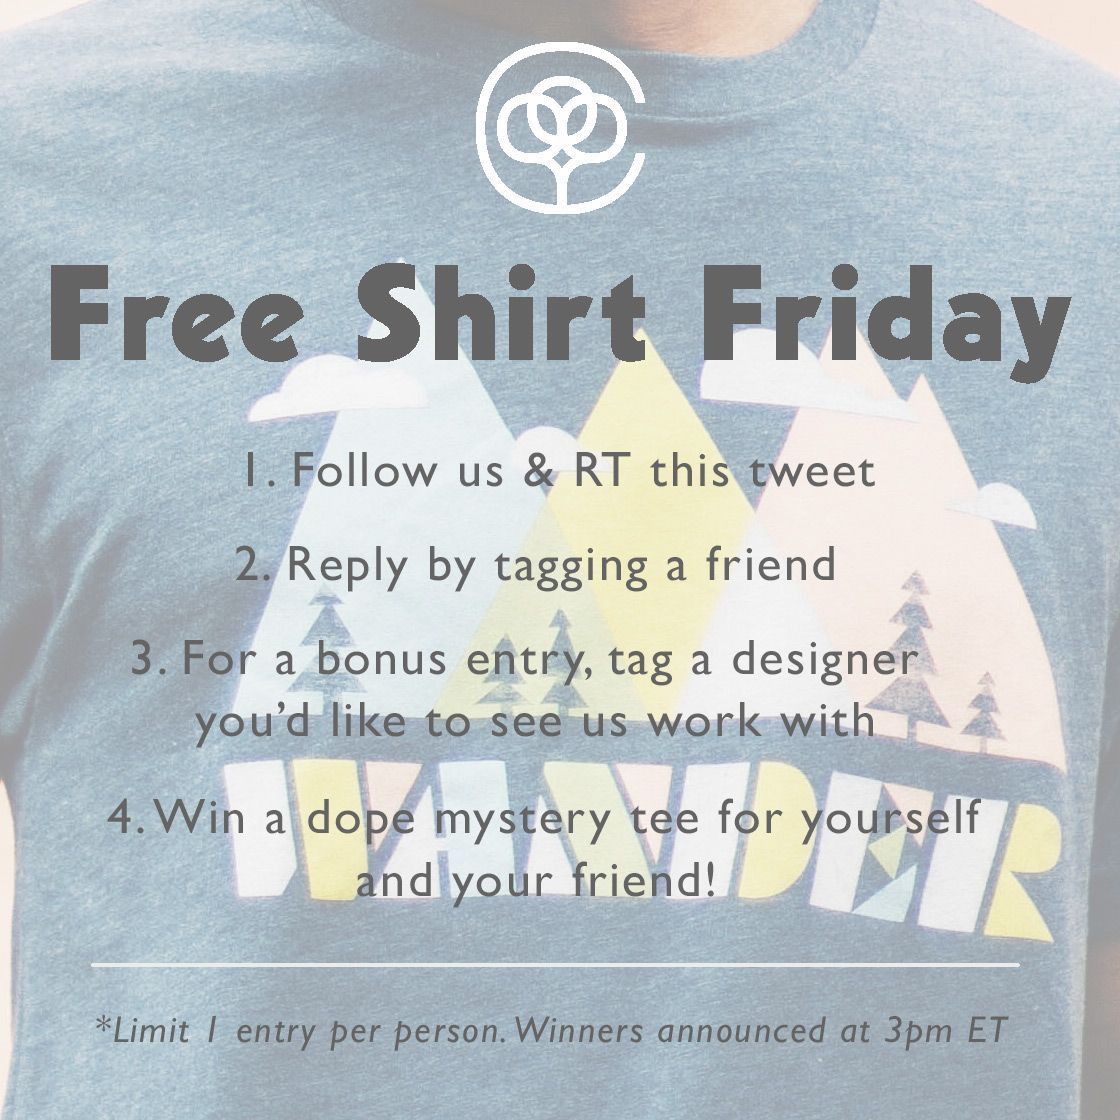 Free Shirt Friday
1. Follow us & RT this tweet
2. Reply by tagging a friend
3. For a bonus entry, tag a designer
you'd like to see us work with
4. Win a dope mystery tee for yourself
and your friend!
WANDER
*Limit 1 entry per person. Winners announced at 3pm ET